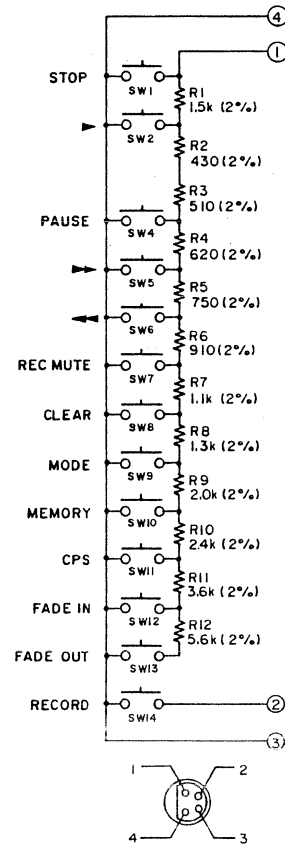 4
1
STOP
SW1
R1
1.5k (2%)
SW2
R2
430 (2%)
R3
510 (2%)
PAUSE
SW4
R4
620 (2%)
SW5
R5
750 (2%)
SW6
R6
910 (2%)
REC MUTE
SW7
R7
1.1k (2%)
CLEAR
SW8
R8
1.3k (2%)
MODE
SW9
R9
2.0k (2%)
MEMORY
SW10
R10
2.4k (2%)
CPS
SW11
R11
3.6k (2%)
FADE IN
SW12
R12
5.6k (2%)
FADE OUT
SW13
RECORD
SW14
2
3
1 2
4 3